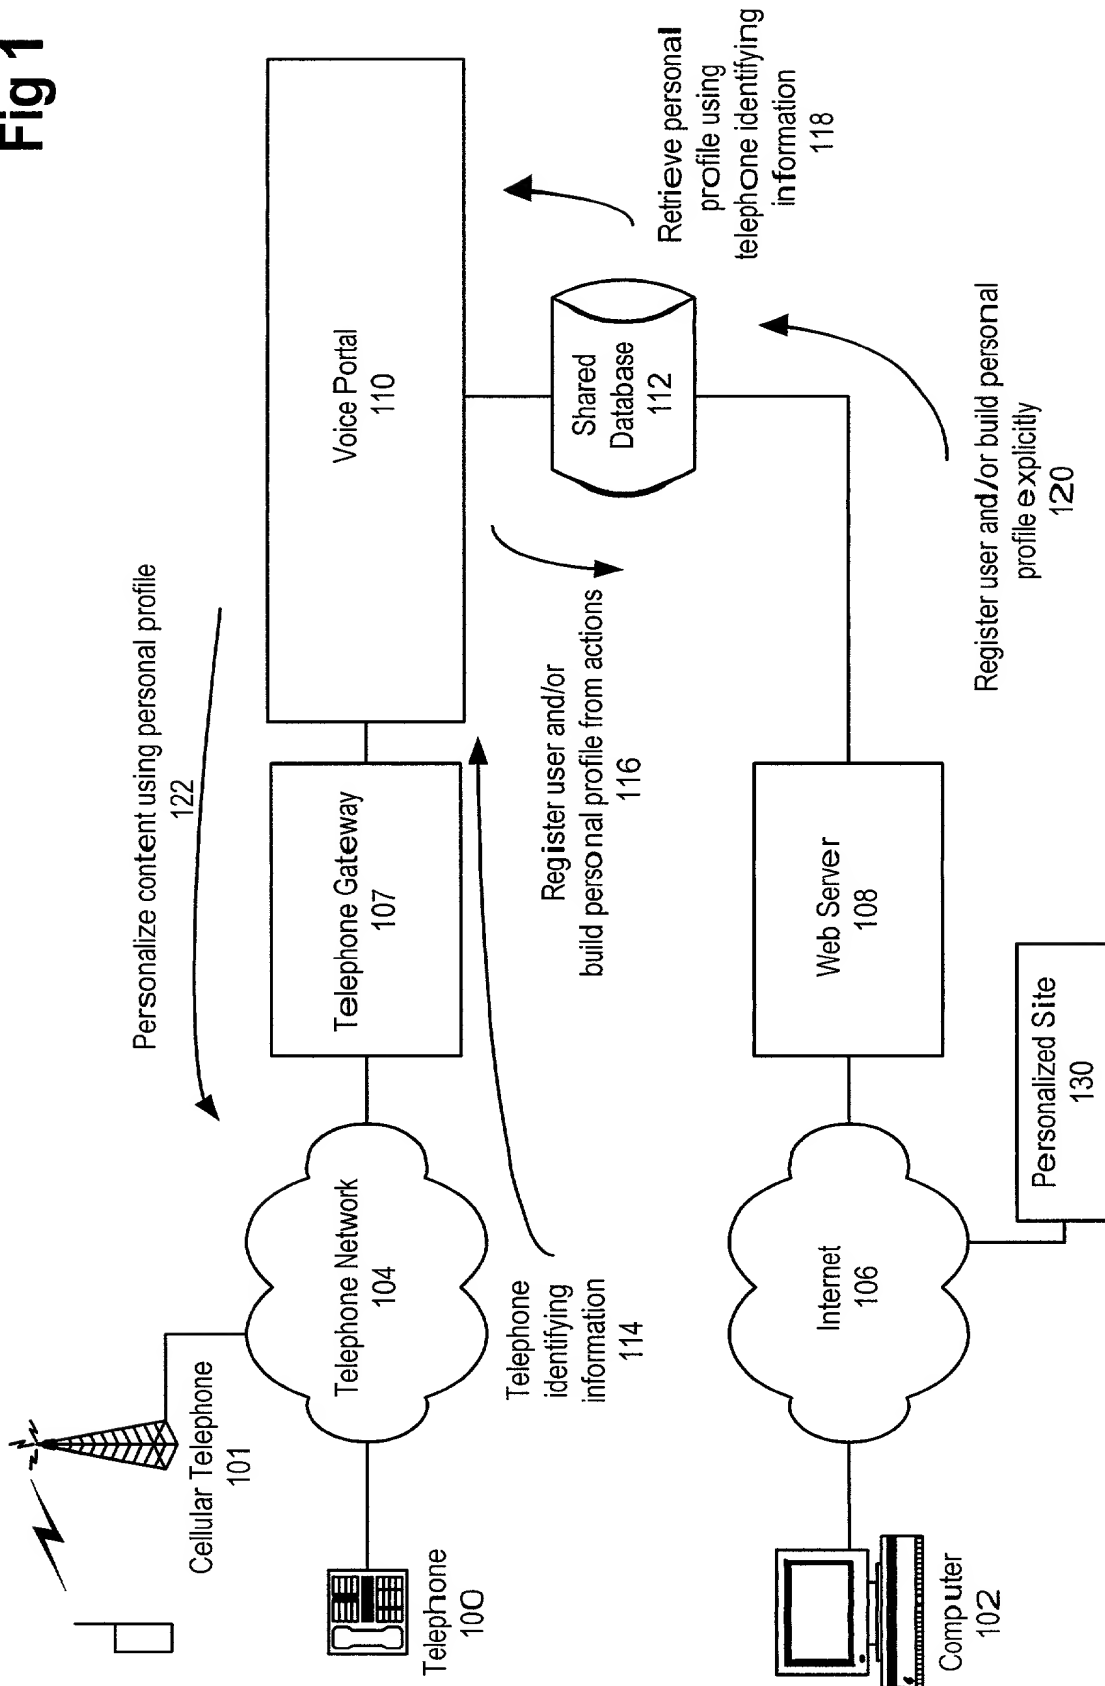 Fig 1
Cellular Telephone
101
Telephone
100
Telephone Network
104
Telephone Gateway
107
Voice Portal
110
Personalize content using personal profile
122
Telephone
identifying
information
114
Register user and/or
build personal profile from actions
116
Shared
Database
112
Retrieve personal
profile using
telephone identifying
information
118
Computer
102
Internet
106
Web Server
108
Personalized Site
130
Register user and/or build personal
profile explicitly
120